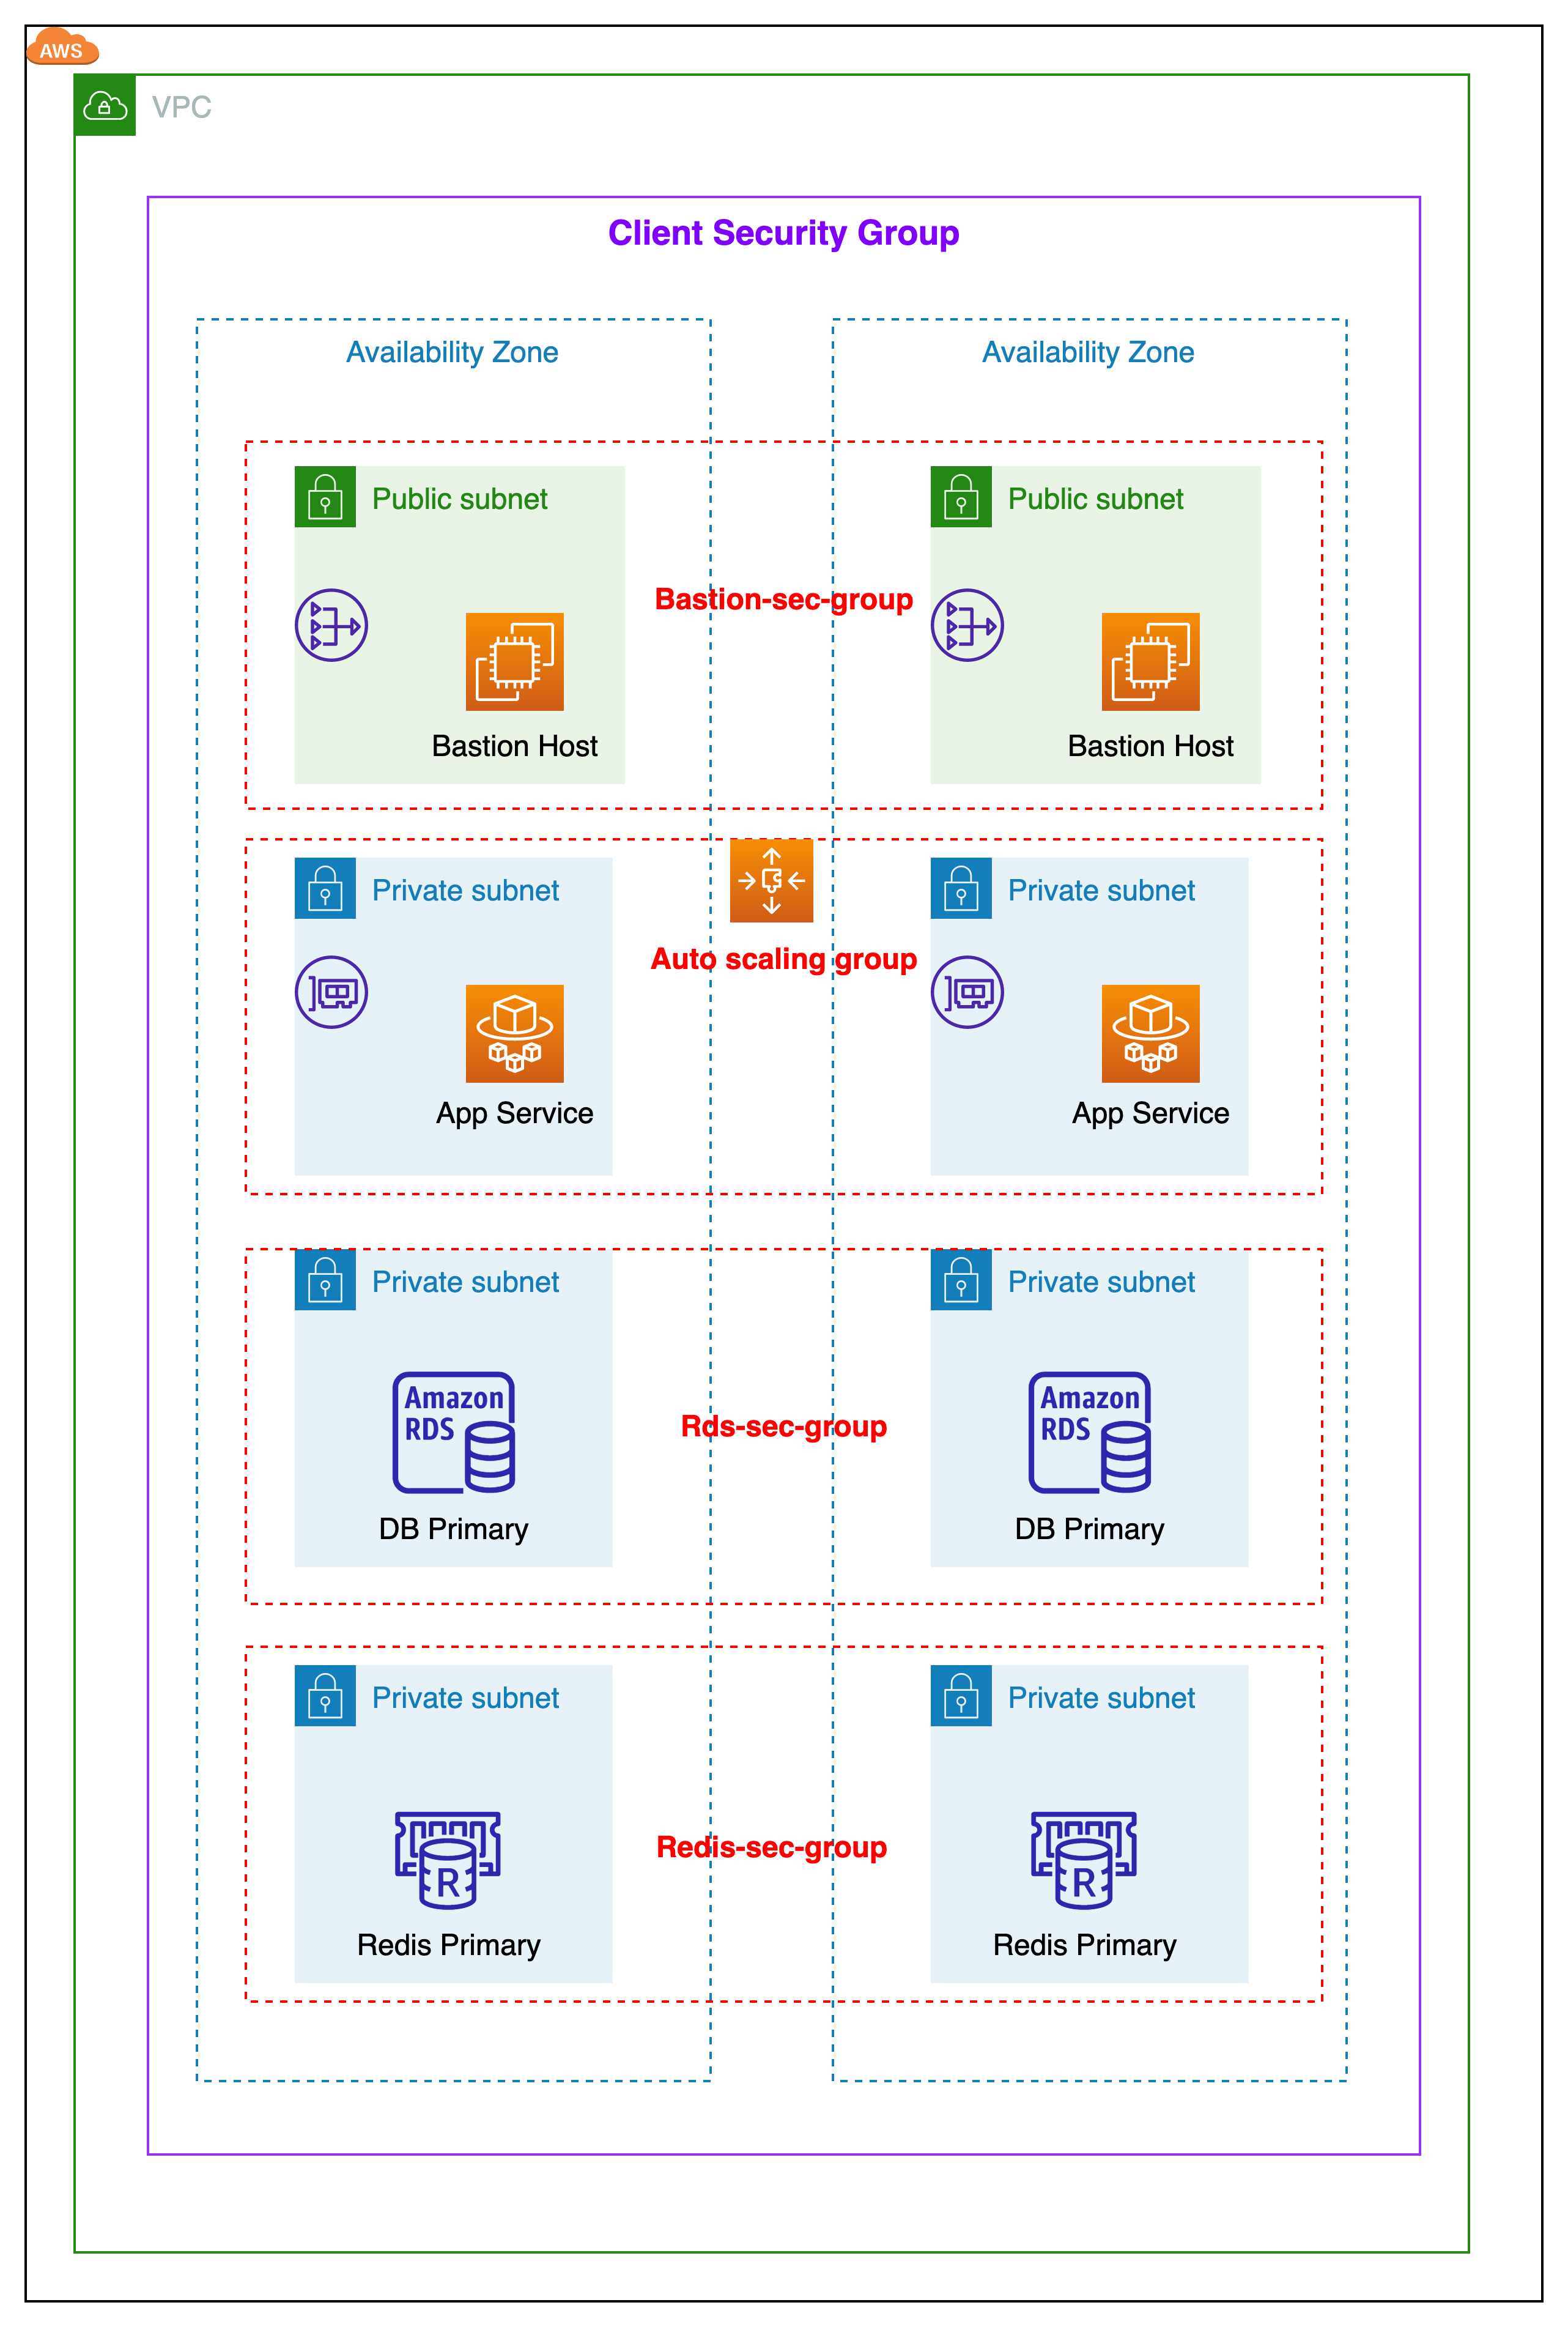 AWS
VPC
Client Security Group
Availability Zone
Availability Zone
Public subnet
Public subnet
Bastion-sec-group
Bastion Host
Bastion Host
Private subnet
Private subnet
Auto scaling group
App Service
App Service
Private subnet
Private subnet
Amazon
RDS
Amazon
RDS
Rds-sec-group
DB Primary
DB Primary
Private subnet
Private subnet
Redis-sec-group
R
R
Redis Primary
Redis Primary